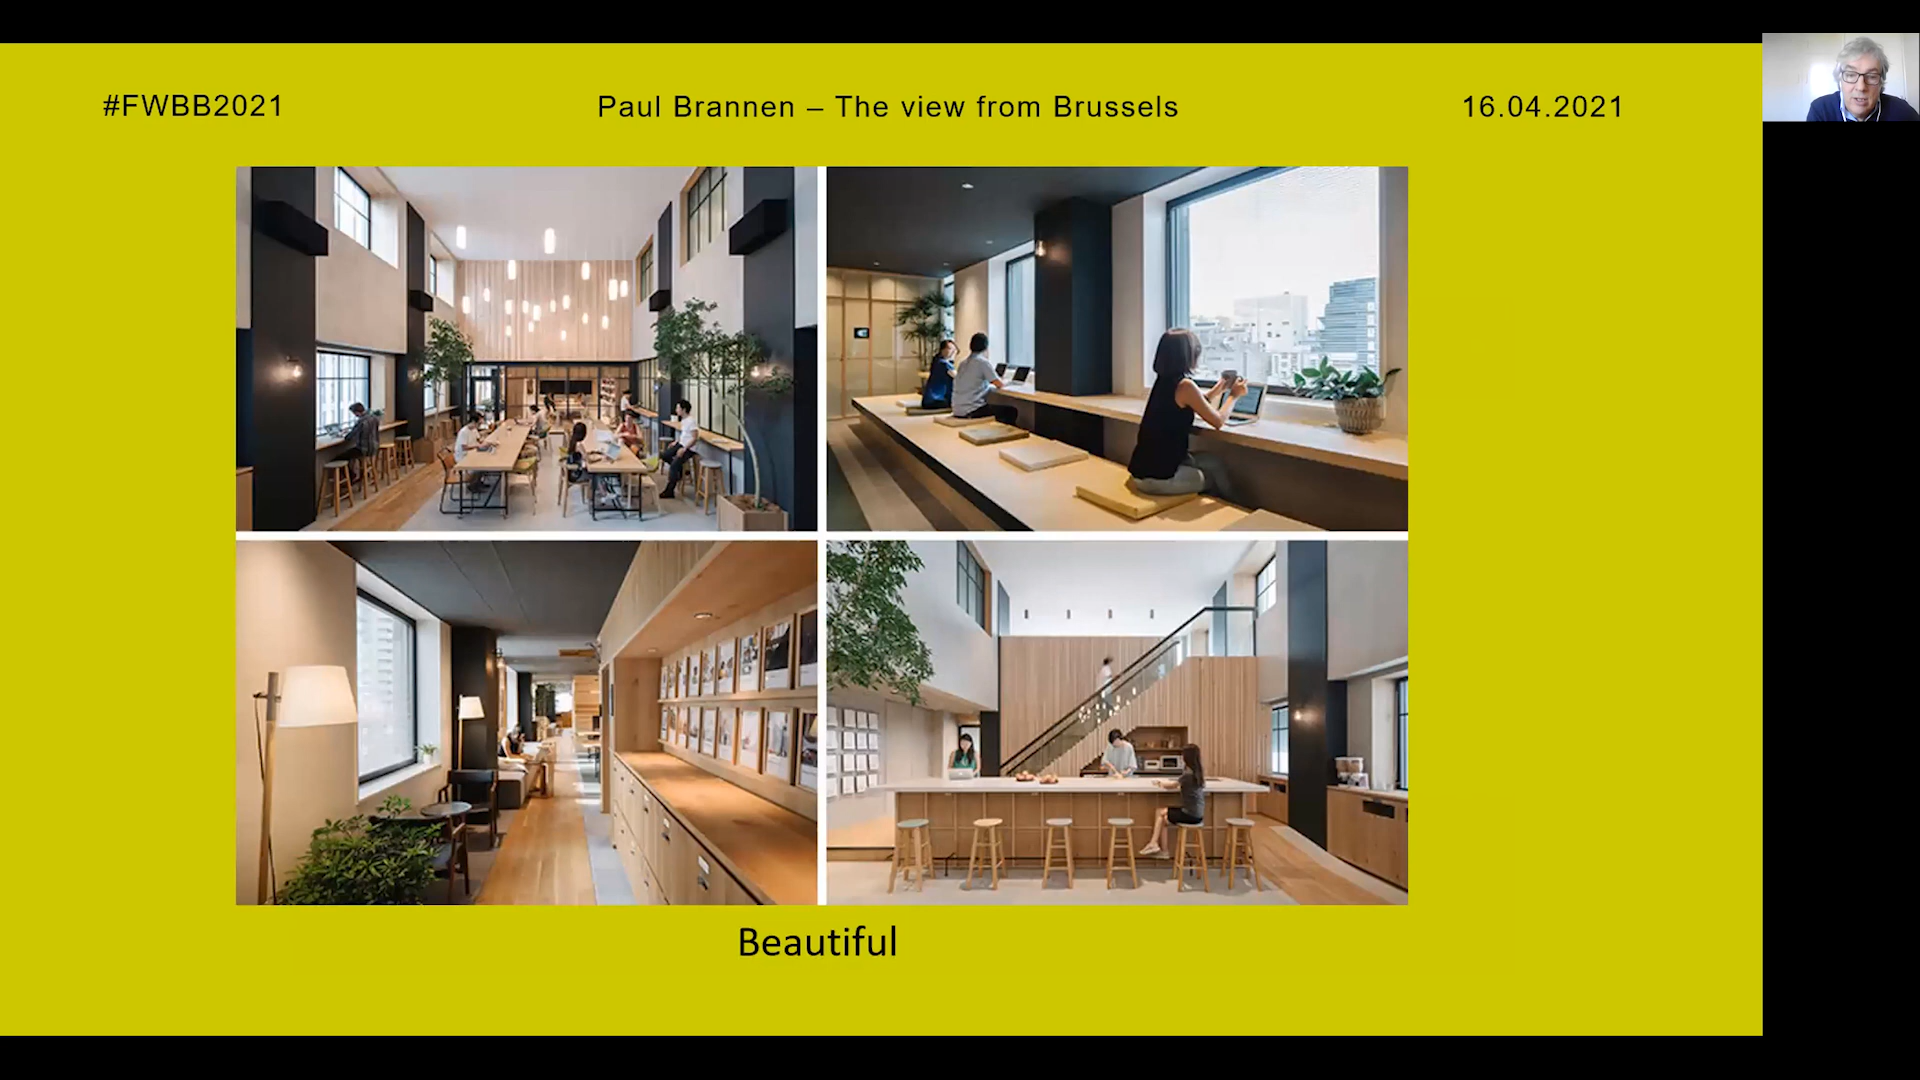 #FWBB2021
Paul Brannen – The view from Brussels
16.04.2021
Beautiful